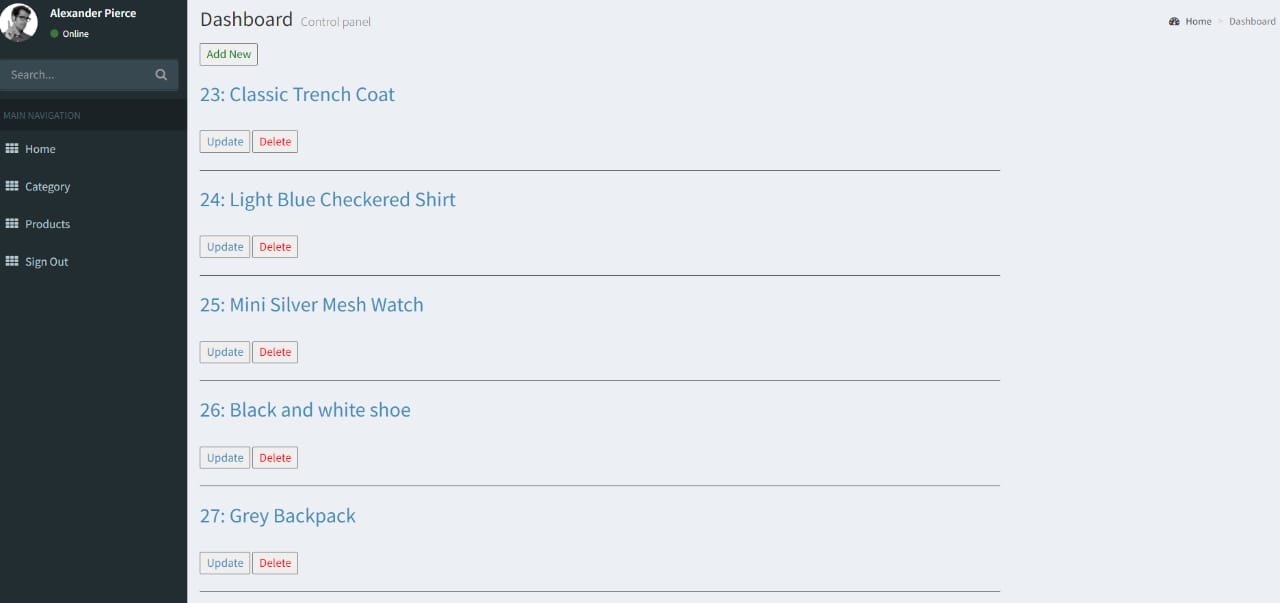 Alexander Pierce
Online
Search...
MAIN NAVIGATION
Home
Category
Products
Sign Out
Dashboard Control panel
Home > Dashboard
Add New
23: Classic Trench Coat
Update Delete
24: Light Blue Checkered Shirt
Update Delete
25: Mini Silver Mesh Watch
Update Delete
26: Black and white shoe
Update Delete
27: Grey Backpack
Update Delete